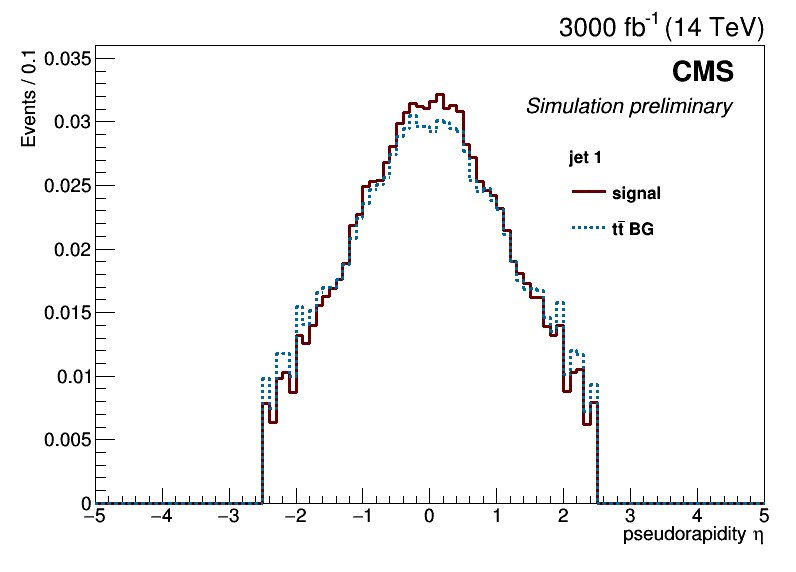 3000 fb⁻¹ (14 TeV)
Events / 0.1
CMS
Simulation preliminary
jet 1
signal
tt̄ BG
0.035
0.03
0.025
0.02
0.015
0.01
0.005
0
−5 −4 −3 −2 −1 0 1 2 3 4 5
pseudorapidity η